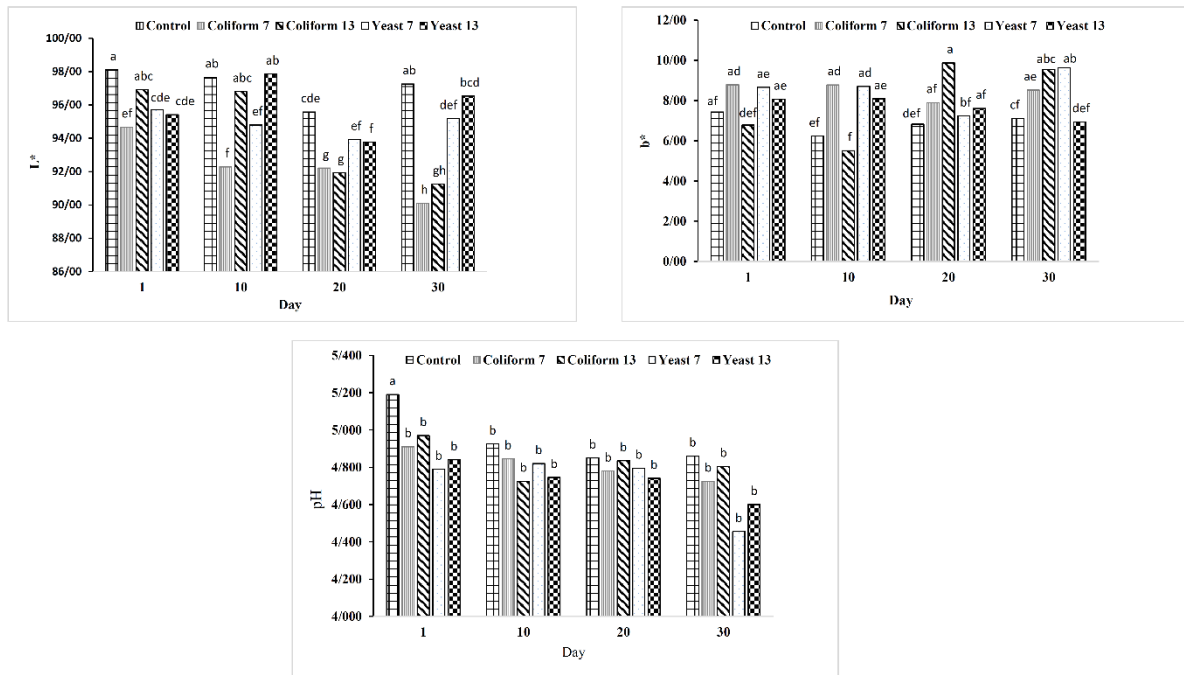 Control Coliform 7 Coliform 13 Yeast 7 Yeast 13
100/00
98/00
96/00
94/00
92/00
90/00
88/00
86/00
L*
a ef abc cde cde
ab f abc ef ab
cde g g ef f
ab h gh def bcd
1 10 20 30
Day
Control Coliform 7 Coliform 13 Yeast 7 Yeast 13
10/00
8/00
6/00
4/00
2/00
0/00
b*
af ad def ae ae
ef ad f ad ae
def af a bf af
cf ae abc ab def
1 10 20 30
Day
Control Coliform 7 Coliform 13 Yeast 7 Yeast 13
5/400
5/200
5/000
4/800
4/600
4/400
4/200
4/000
pH
a b b b b
b b b b b
b b b b b
b b b b b
1 10 20 30
Day